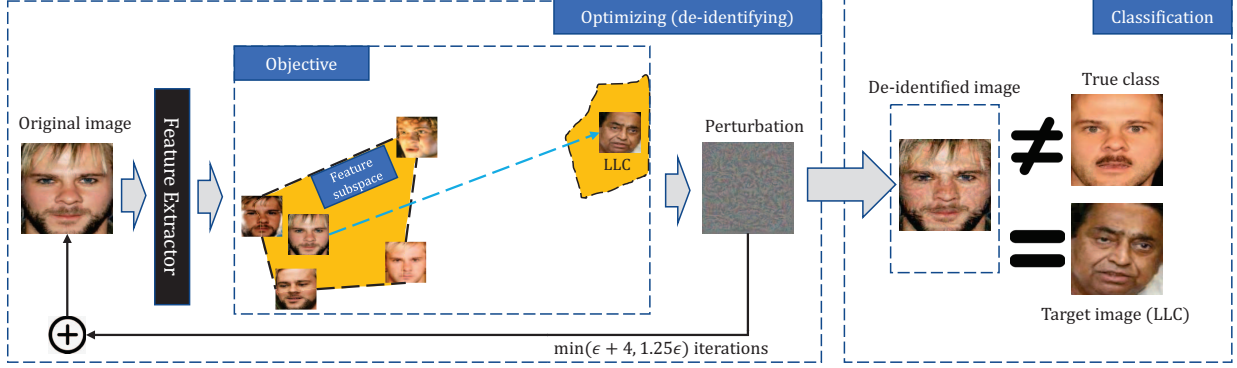 Optimizing (de-identifying)
Classification
Objective
Original image
Feature Extractor
Feature
subspace
LLC
Perturbation
min(ϵ + 4, 1.25ϵ) iterations
De-identified image
True class
≠
=
Target image (LLC)